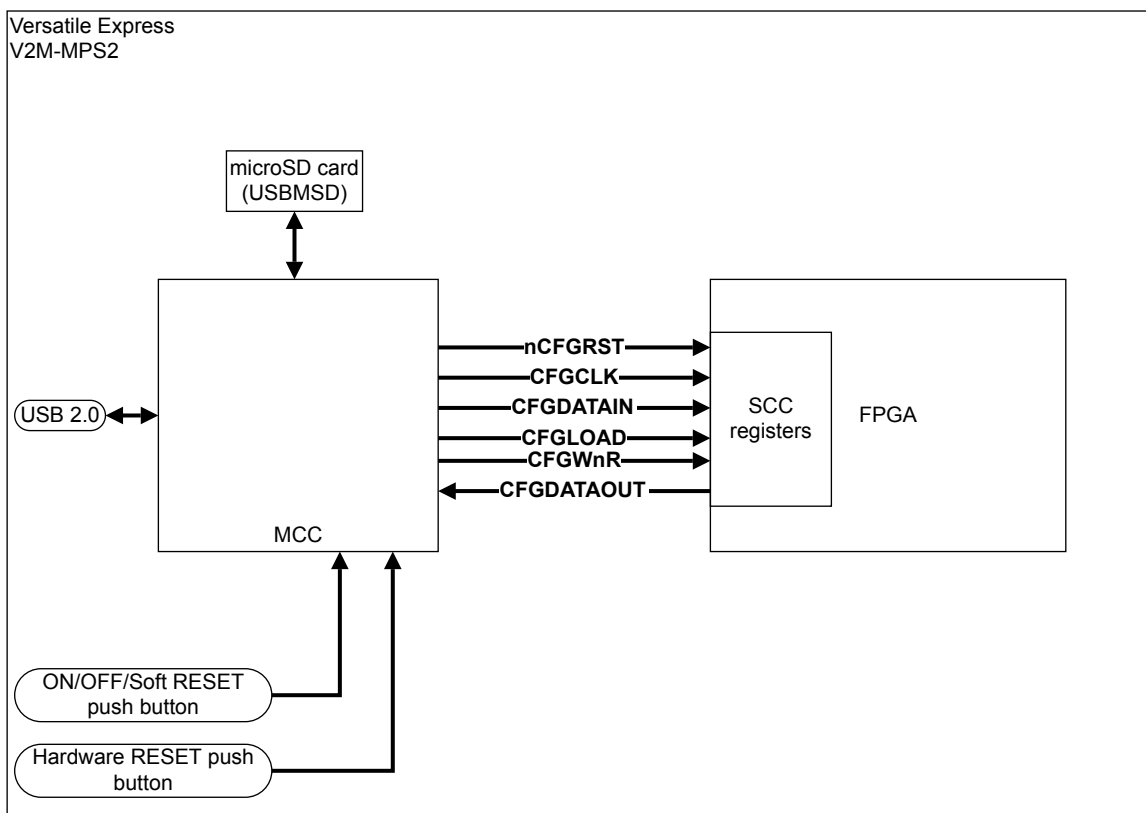 Versatile Express
V2M-MPS2
microSD card
(USBMSD)
nCFGRST
CFGCLK
CFGDATAIN
CFGLOAD
CFGWnR
CFGDATAOUT
SCC
registers
FPGA
USB 2.0
MCC
ON/OFF/Soft RESET
push button
Hardware RESET push
button